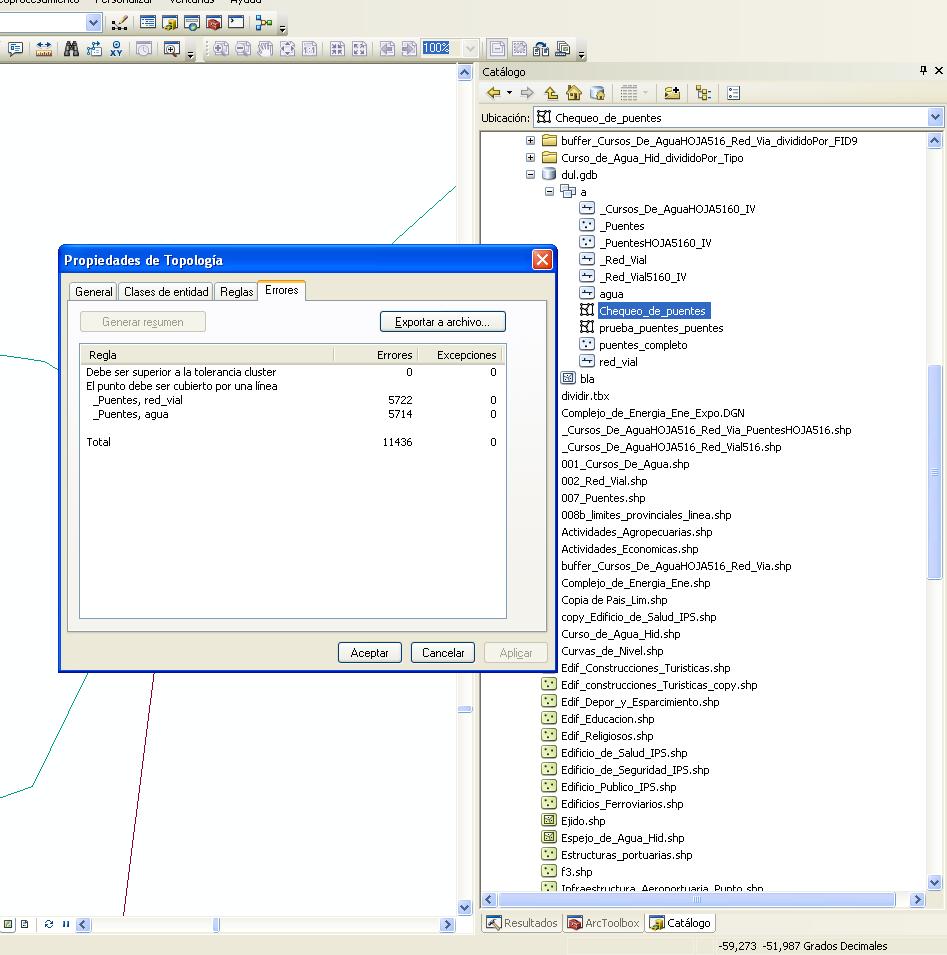 eoprocesamiento Personalizar Ventanas Ayuda
XY
100%
Catálogo
Ubicación: Chequeo_de_puentes
buffer_Cursos_De_AguaHOJA516_Red_Via_divididoPor_FID9
Curso_de_Agua_Hid_divididoPor_Tipo
dul.gdb
a
_Cursos_De_AguaHOJA5160_IV
_Puentes
_PuentesHOJA5160_IV
_Red_Vial
_Red_Vial5160_IV
agua
Chequeo_de_puentes
prueba_puentes_puentes
puentes_completo
red_vial
bla
dividir.tbx
Complejo_de_Energia_Ene_Expo.DGN
_Cursos_De_AguaHOJA516_Red_Via_PuentesHOJA516.shp
_Cursos_De_AguaHOJA516_Red_Vial516.shp
001_Cursos_De_Agua.shp
002_Red_Vial.shp
007_Puentes.shp
008b_limites_provinciales_linea.shp
Actividades_Agropecuarias.shp
Actividades_Economicas.shp
buffer_Cursos_De_AguaHOJA516_Red_Via.shp
Complejo_de_Energia_Ene.shp
Copia de Pais_Lim.shp
copy_Edificio_de_Salud_IPS.shp
Curso_de_Agua_Hid.shp
Curvas_de_Nivel.shp
Edif_Construcciones_Turisticas.shp
Edif_construcciones_Turisticas_copy.shp
Edif_Depor_y_Esparcimiento.shp
Edif_Educacion.shp
Edif_Religiosos.shp
Edificio_de_Salud_IPS.shp
Edificio_de_Seguridad_IPS.shp
Edificio_Publico_IPS.shp
Edificios_Ferroviarios.shp
Ejido.shp
Espejo_de_Agua_Hid.shp
Estructuras_portuarias.shp
f3.shp
Infraestructura_Aeroportuaria_Punto.shp
Propiedades de Topología
General Clases de entidad Reglas Errores
Generar resumen Exportar a archivo...
Regla Errores Excepciones
Debe ser superior a la tolerancia cluster 0 0
El punto debe ser cubierto por una línea
_Puentes, red_vial 5722 0
_Puentes, agua 5714 0
Total 11436 0
Aceptar Cancelar Aplicar
Resultados ArcToolbox Catálogo
-59,273 -51,987 Grados Decimales